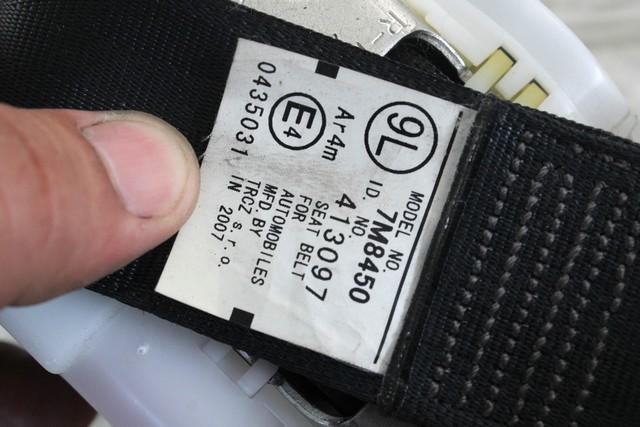 9L
MODEL NO.
7M8450
ID. NO
413097
Ar4m
SEAT BELT
FOR
AUTOMOBILES
E4
MFD. BY
TRCZ s.r.o.
IN 2007
0435031